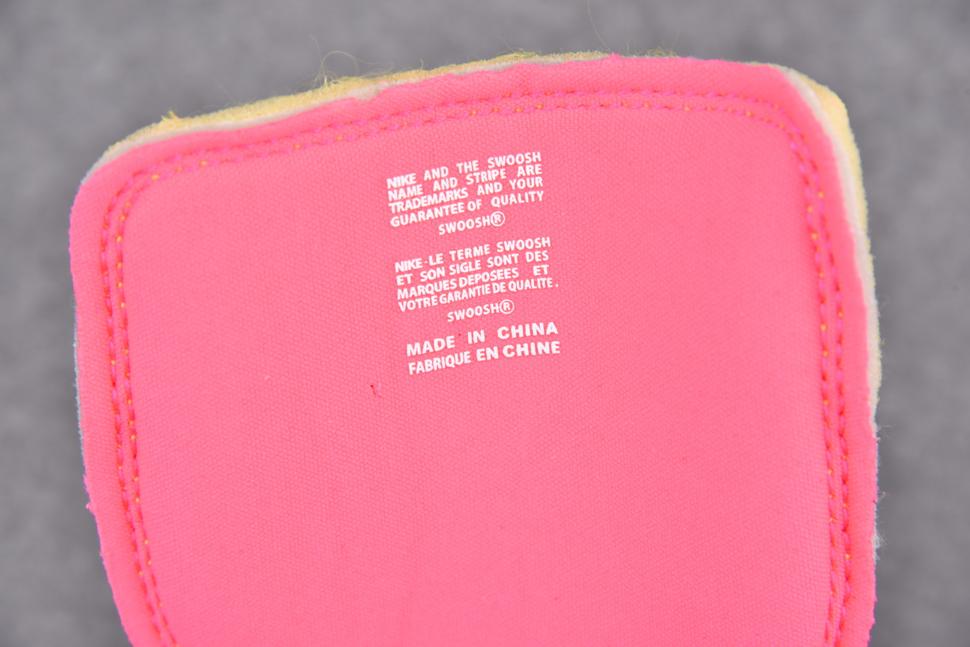 NIKE AND THE SWOOSH
NAME AND STRIPE ARE
TRADEMARKS AND YOUR
GUARANTEE OF QUALITY
SWOOSH®
NIKE-LE TERME SWOOSH
ET SON SIGLE SONT DES
MARQUES DEPOSEES ET
VOTRE GARANTIE DE QUALITE.
SWOOSH®
MADE IN CHINA
FABRIQUE EN CHINE